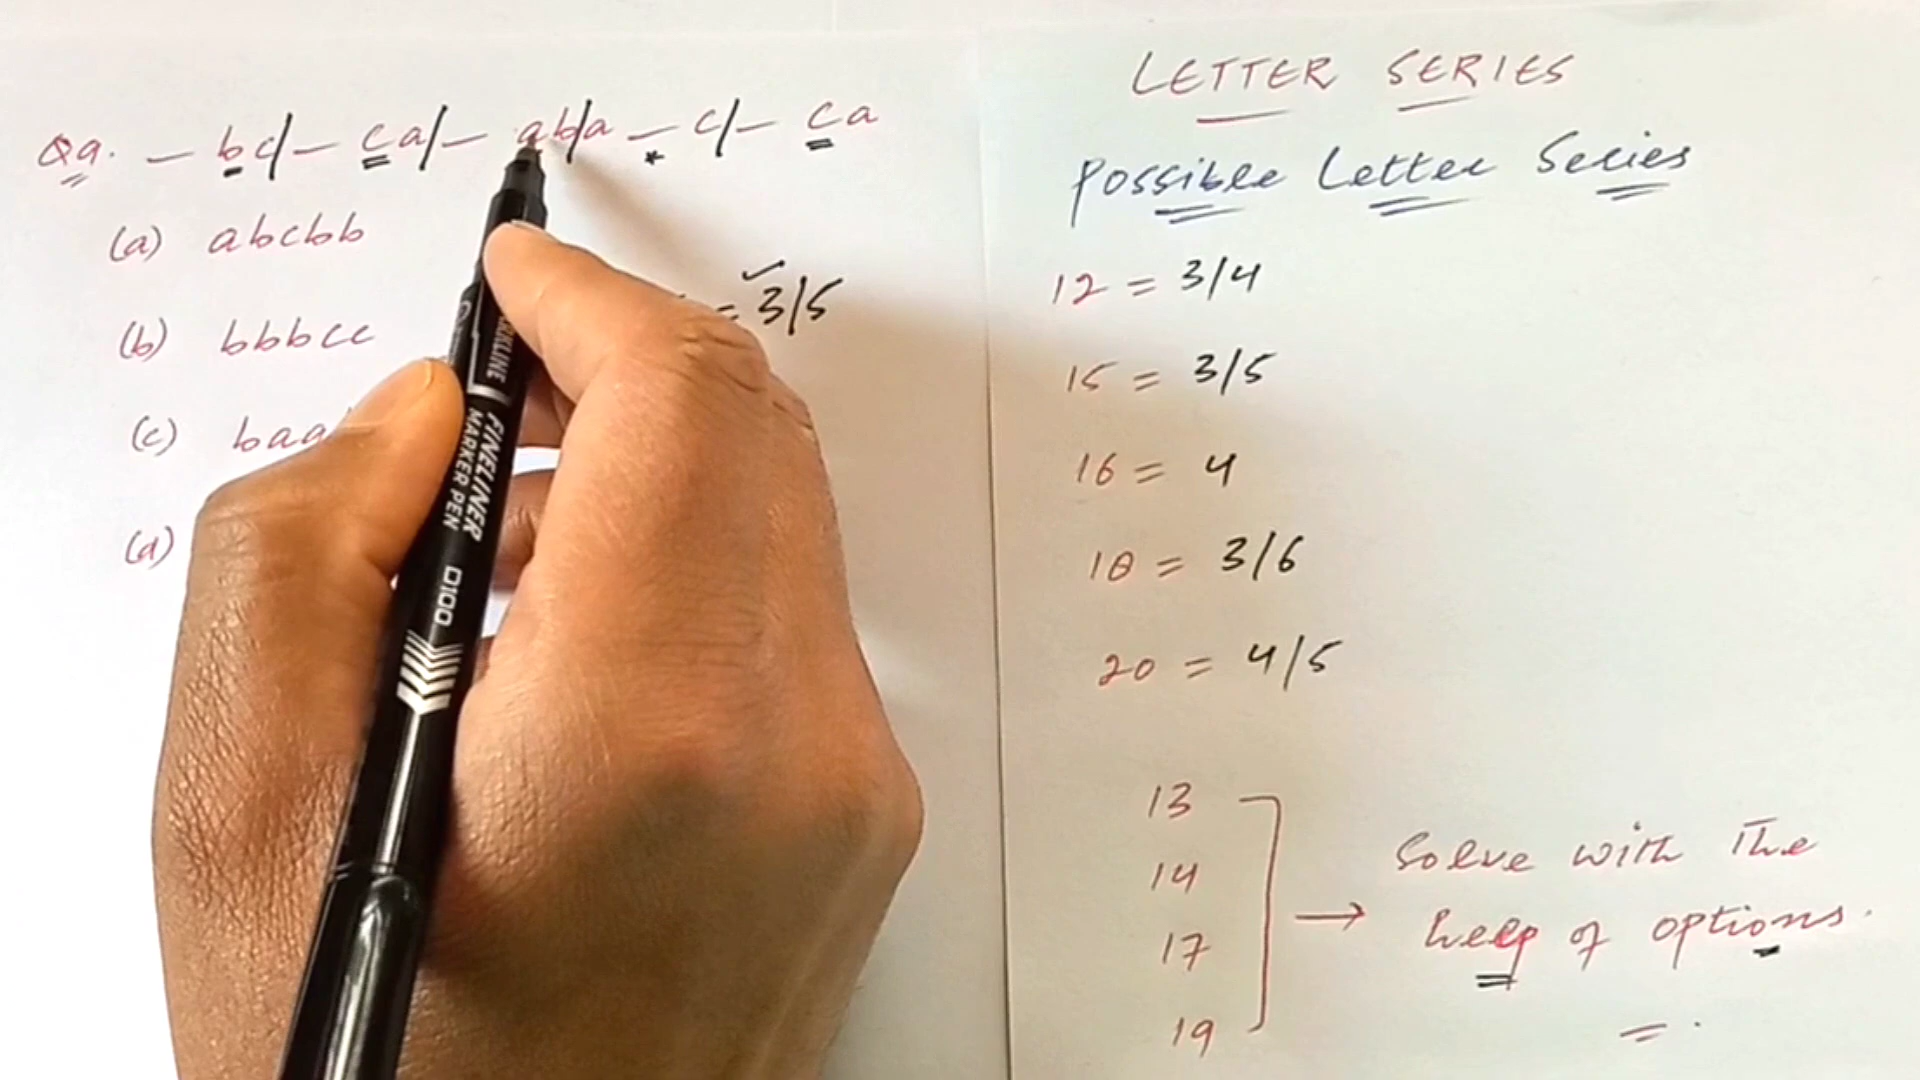 Q9. _ bc/ _ ca/ _ ab/a _ c/ _ ca
(a) abcbb
(b) bbbcc
(c) baa
(d)
= 3/5
FINELINER
MARKER PEN
D100
LETTER SERIES
Possible Letter Series
12 = 3/4
15 = 3/5
16 = 4
18 = 3/6
20 = 4/5
13
14
17
19
Solve with the
help of options.